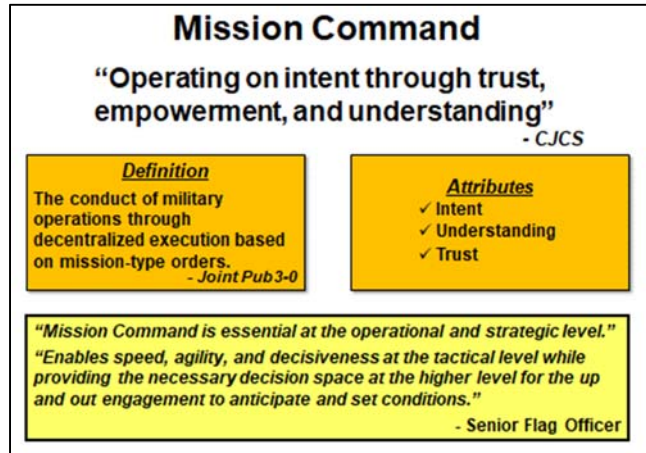 Mission Command
“Operating on intent through trust,
empowerment, and understanding”
- CJCS
Definition
The conduct of military
operations through
decentralized execution based
on mission-type orders.
- Joint Pub 3-0
Attributes
✓ Intent
✓ Understanding
✓ Trust
“Mission Command is essential at the operational and strategic level.”
“Enables speed, agility, and decisiveness at the tactical level while
providing the necessary decision space at the higher level for the up
and out engagement to anticipate and set conditions.”
- Senior Flag Officer